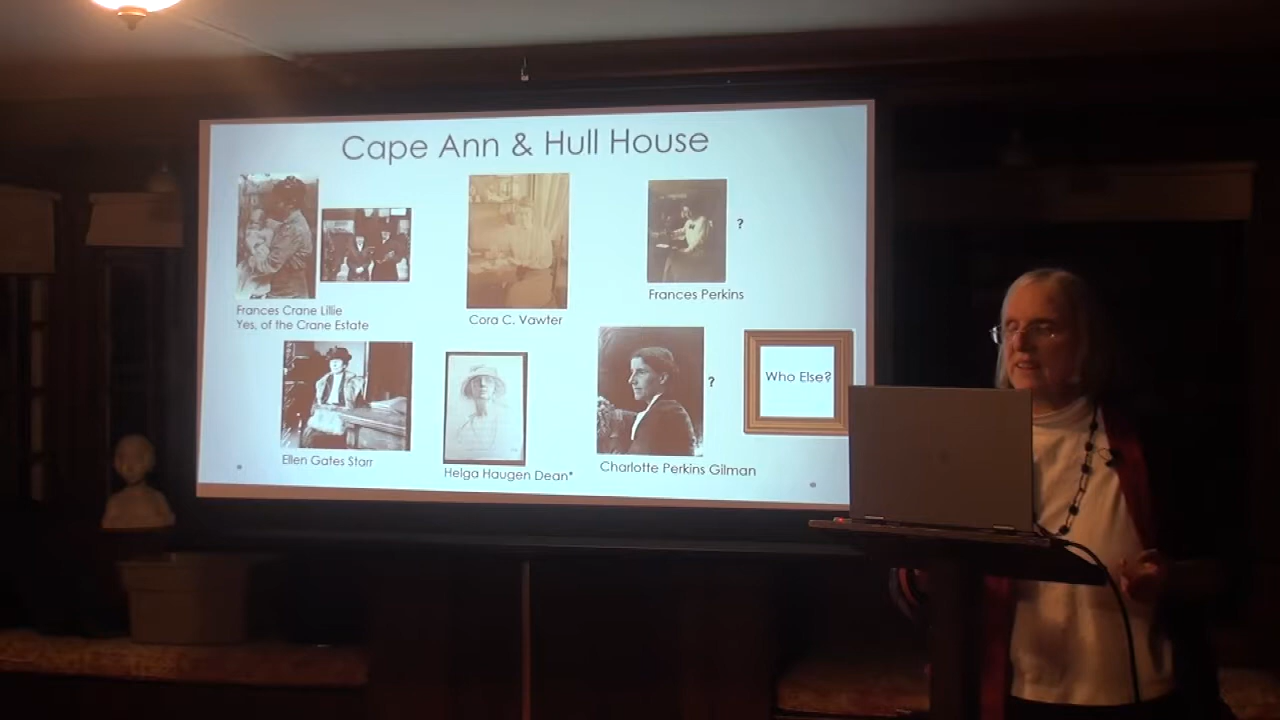 Cape Ann & Hull House
?
Frances Perkins
Frances Crane Lillie
Yes, of the Crane Estate
Cora C. Vawter
Who Else?
?
Ellen Gates Starr
Helga Haugen Dean*
Charlotte Perkins Gilman